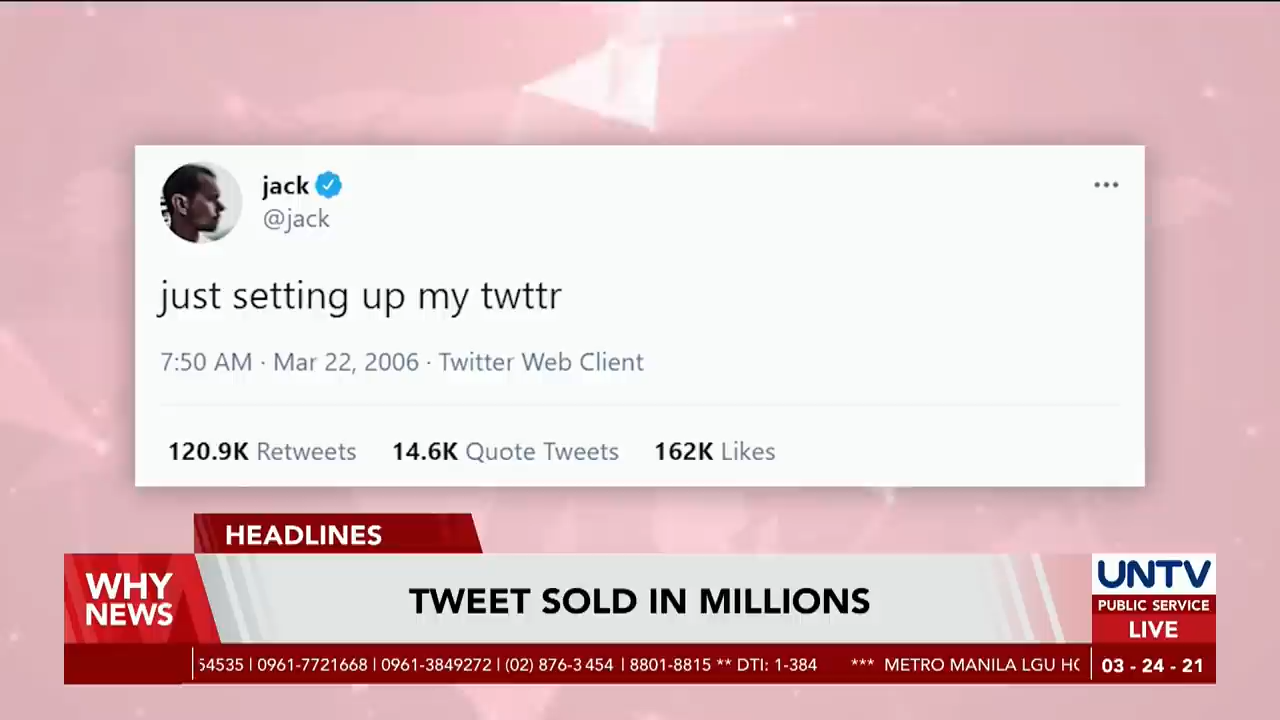 jack
@jack
just setting up my twttr
7:50 AM · Mar 22, 2006 · Twitter Web Client
120.9K Retweets 14.6K Quote Tweets 162K Likes
HEADLINES
WHY
NEWS
TWEET SOLD IN MILLIONS
UNTV
PUBLIC SERVICE
LIVE
54535 | 0961-7721668 | 0961-3849272 | (02) 876-3 454 | 8801-8815 ** DTI: 1-384 *** METRO MANILA LGU HO
03 - 24 - 21